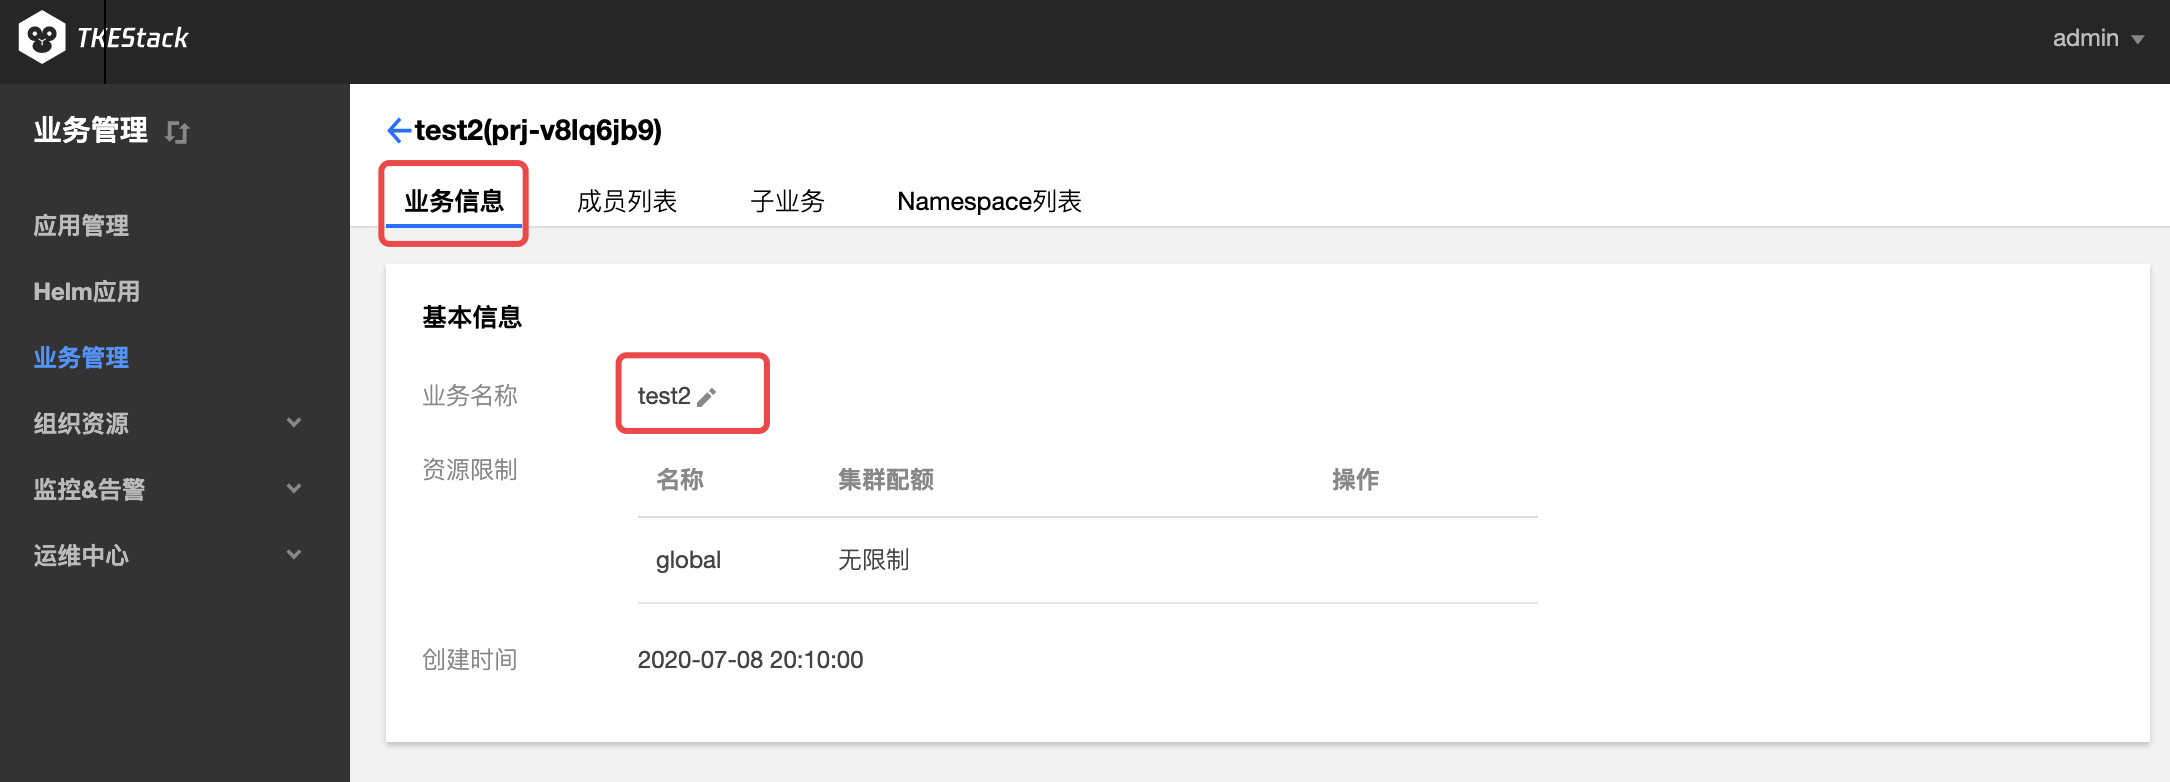 TKEStack
admin
业务管理
应用管理
Helm应用
业务管理
组织资源
监控&告警
运维中心
test2(prj-v8lq6jb9)
业务信息 成员列表 子业务 Namespace列表
基本信息
业务名称 test2
资源限制
名称 集群配额 操作
global 无限制
创建时间 2020-07-08 20:10:00